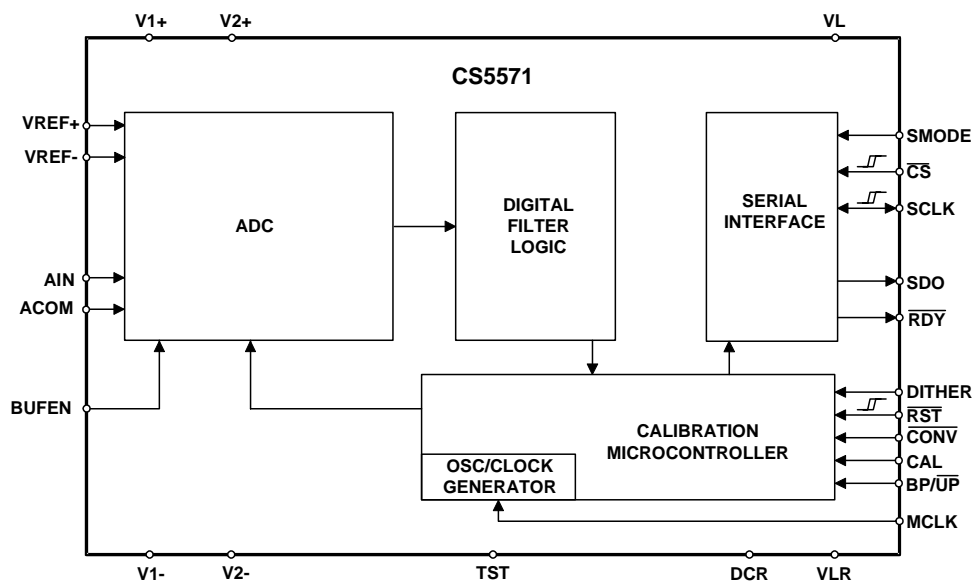 V1+ V2+ VL
CS5571
VREF+
VREF-
AIN
ACOM
BUFEN
ADC
DIGITAL
FILTER
LOGIC
SERIAL
INTERFACE
SMODE
CS
SCLK
SDO
RDY
CALIBRATION
MICROCONTROLLER
OSC/CLOCK
GENERATOR
DITHER
RST
CONV
CAL
BP/UP
MCLK
V1- V2- TST DCR VLR